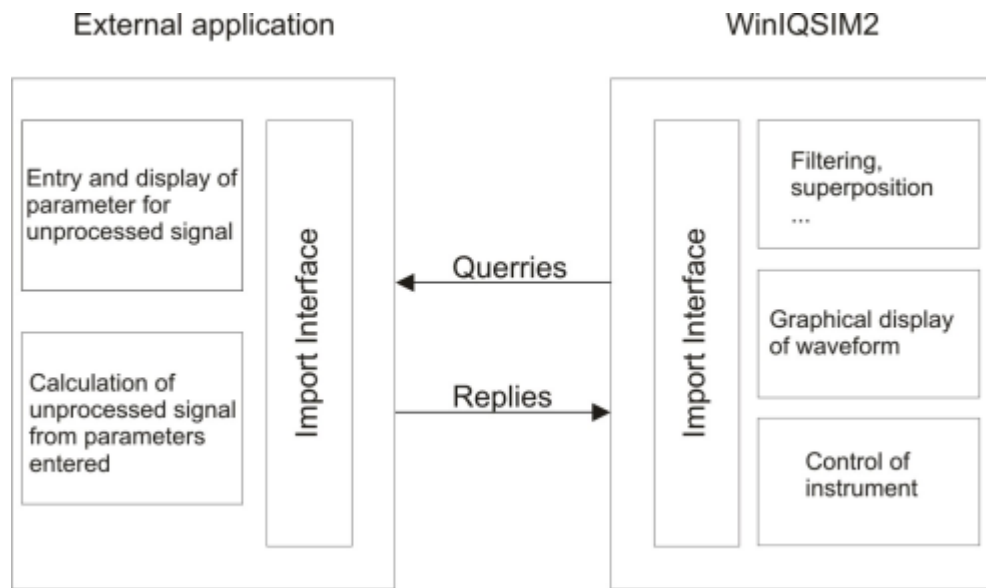 External application
WinIQSIM2
Entry and display of
parameter for
unprocessed signal
Calculation of
unprocessed signal
from parameters
entered
Import Interface
Querries
Replies
Import Interface
Filtering,
superposition
...
Graphical display
of waveform
Control of
instrument